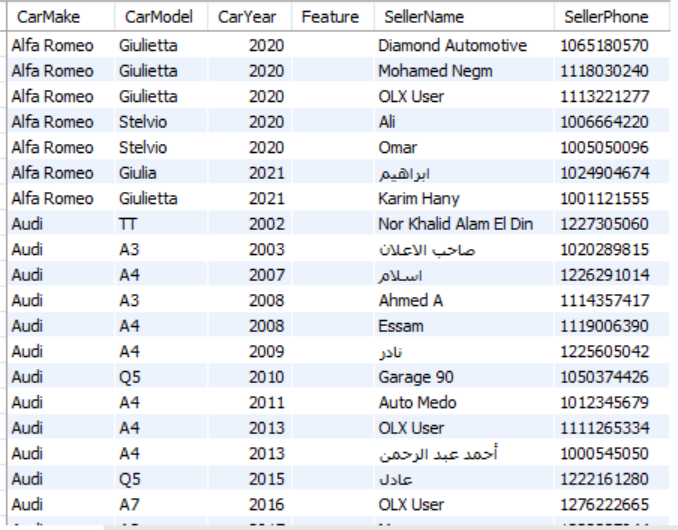 CarMake CarModel CarYear Feature SellerName SellerPhone
Alfa Romeo Giulietta 2020 Diamond Automotive 1065180570
Alfa Romeo Giulietta 2020 Mohamed Negm 1118030240
Alfa Romeo Giulietta 2020 OLX User 1113221277
Alfa Romeo Stelvio 2020 Ali 1006664220
Alfa Romeo Stelvio 2020 Omar 1005050096
Alfa Romeo Giulia 2021 ابراهيم 1024904674
Alfa Romeo Giulietta 2021 Karim Hany 1001121555
Audi TT 2002 Nor Khalid Alam El Din 1227305060
Audi A3 2003 صاحب الاعلان 1020289815
Audi A4 2007 اسلام 1226291014
Audi A3 2008 Ahmed A 1114357417
Audi A4 2008 Essam 1119006390
Audi A4 2009 نادر 1225605042
Audi Q5 2010 Garage 90 1050374426
Audi A4 2011 Auto Medo 1012345679
Audi A4 2013 OLX User 1111265334
Audi A4 2013 أحمد عبد الرحمن 1000545050
Audi Q5 2015 عادل 1222161280
Audi A7 2016 OLX User 1276222665